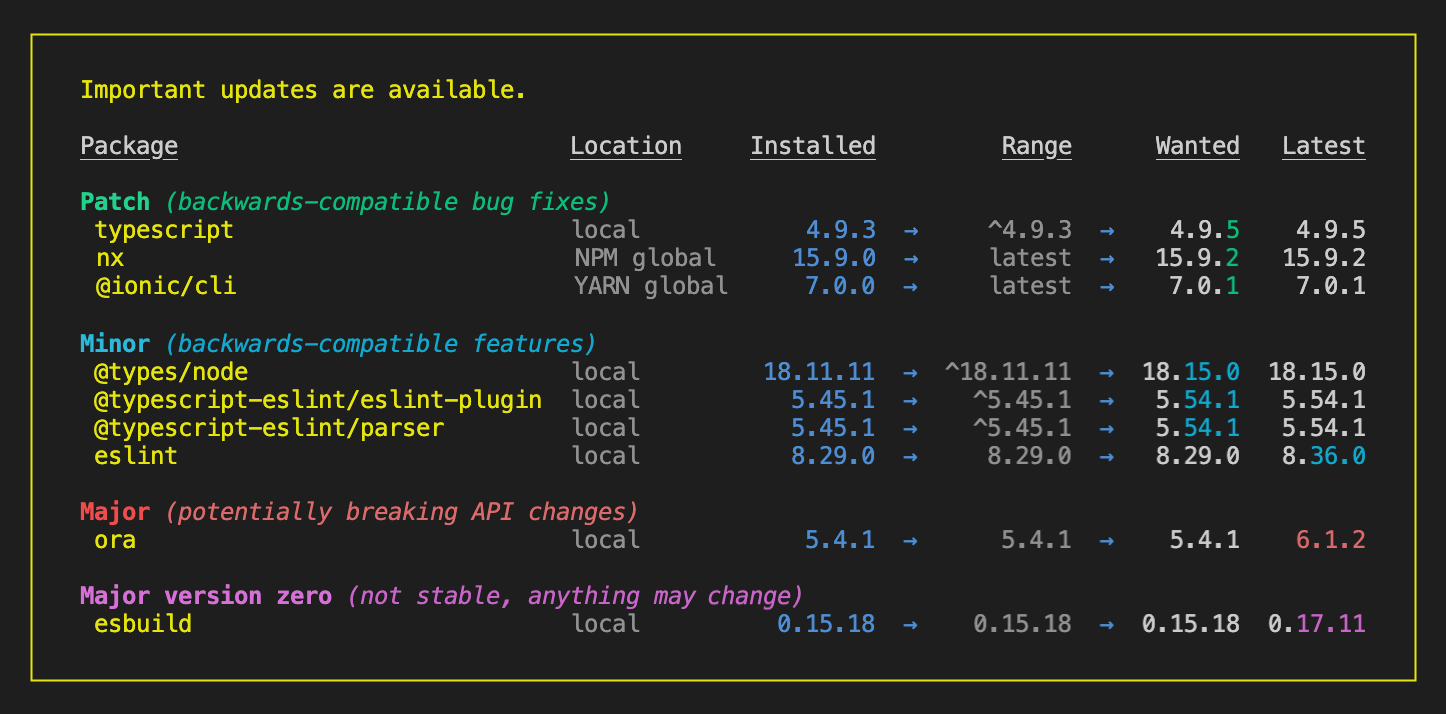 Important updates are available.
Package Location Installed Range Wanted Latest
Patch (backwards-compatible bug fixes)
typescript local 4.9.3 → ^4.9.3 → 4.9.5 4.9.5
nx NPM global 15.9.0 → latest → 15.9.2 15.9.2
@ionic/cli YARN global 7.0.0 → latest → 7.0.1 7.0.1
Minor (backwards-compatible features)
@types/node local 18.11.11 → ^18.11.11 → 18.15.0 18.15.0
@typescript-eslint/eslint-plugin local 5.45.1 → ^5.45.1 → 5.54.1 5.54.1
@typescript-eslint/parser local 5.45.1 → ^5.45.1 → 5.54.1 5.54.1
eslint local 8.29.0 → 8.29.0 → 8.29.0 8.36.0
Major (potentially breaking API changes)
ora local 5.4.1 → 5.4.1 → 5.4.1 6.1.2
Major version zero (not stable, anything may change)
esbuild local 0.15.18 → 0.15.18 → 0.15.18 0.17.11